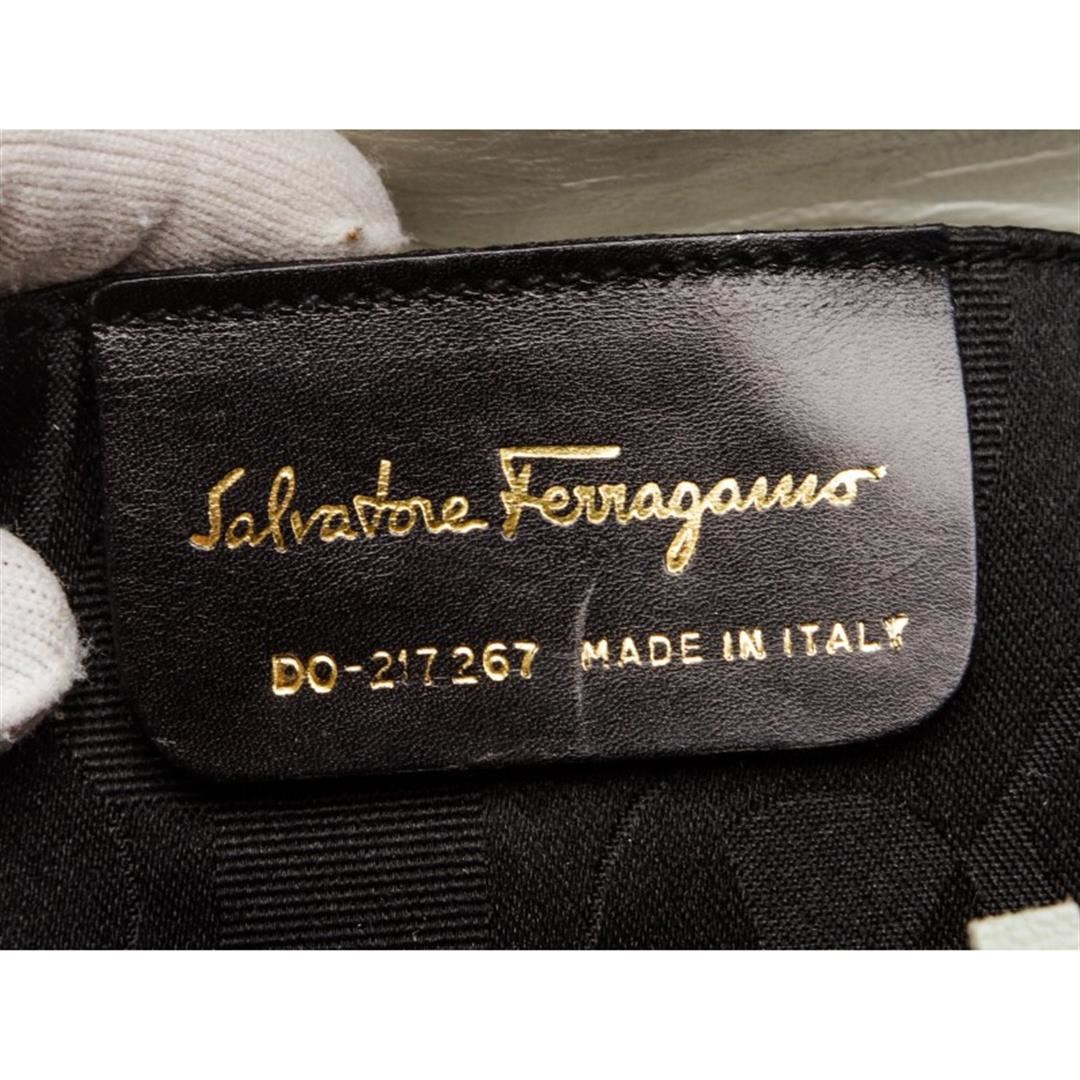 Salvatore Ferragamo
DO-217267 MADE IN ITALY